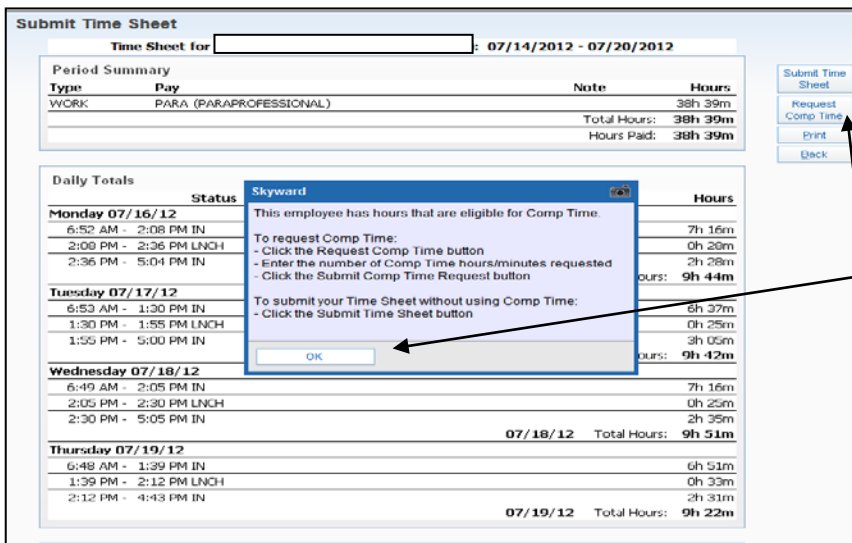 Submit Time Sheet
Time Sheet for : 07/14/2012 - 07/20/2012
Period Summary
Type Pay Note Hours
WORK PARA (PARAPROFESSIONAL) 38h 39m
Total Hours: 38h 39m
Hours Paid: 38h 39m
Submit Time Sheet
Request Comp Time
Print
Back
Daily Totals
Status Hours
Monday 07/16/12
6:52 AM - 2:08 PM IN 7h 16m
2:08 PM - 2:36 PM LNCH 0h 28m
2:36 PM - 5:04 PM IN 2h 28m
ours: 9h 44m
Tuesday 07/17/12
6:53 AM - 1:30 PM IN 6h 37m
1:30 PM - 1:55 PM LNCH 0h 25m
1:55 PM - 5:00 PM IN 3h 05m
ours: 9h 42m
Wednesday 07/18/12
6:49 AM - 2:05 PM IN 7h 16m
2:05 PM - 2:30 PM LNCH 0h 25m
2:30 PM - 5:05 PM IN 2h 35m
07/18/12 Total Hours: 9h 51m
Thursday 07/19/12
6:48 AM - 1:39 PM IN 6h 51m
1:39 PM - 2:12 PM LNCH 0h 33m
2:12 PM - 4:43 PM IN 2h 31m
07/19/12 Total Hours: 9h 22m
Skyward
This employee has hours that are eligible for Comp Time.
To request Comp Time:
- Click the Request Comp Time button
- Enter the number of Comp Time hours/minutes requested
- Click the Submit Comp Time Request button
To submit your Time Sheet without using Comp Time:
- Click the Submit Time Sheet button
OK